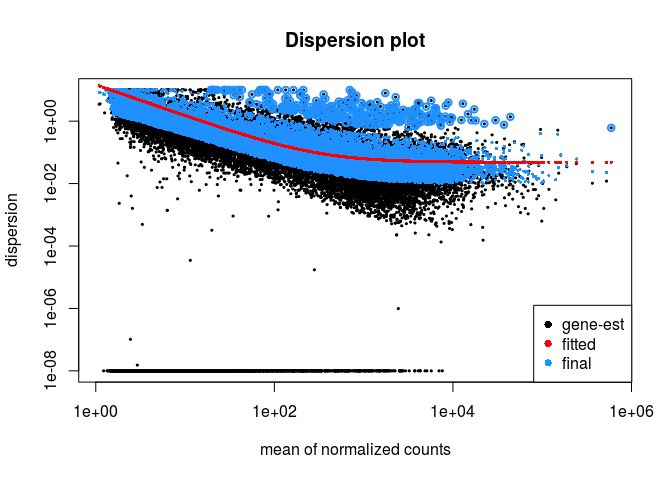 Dispersion plot
dispersion
1e+00
1e-02
1e-04
1e-06
1e-08
gene-est
fitted
final
1e+00 1e+02 1e+04 1e+06
mean of normalized counts